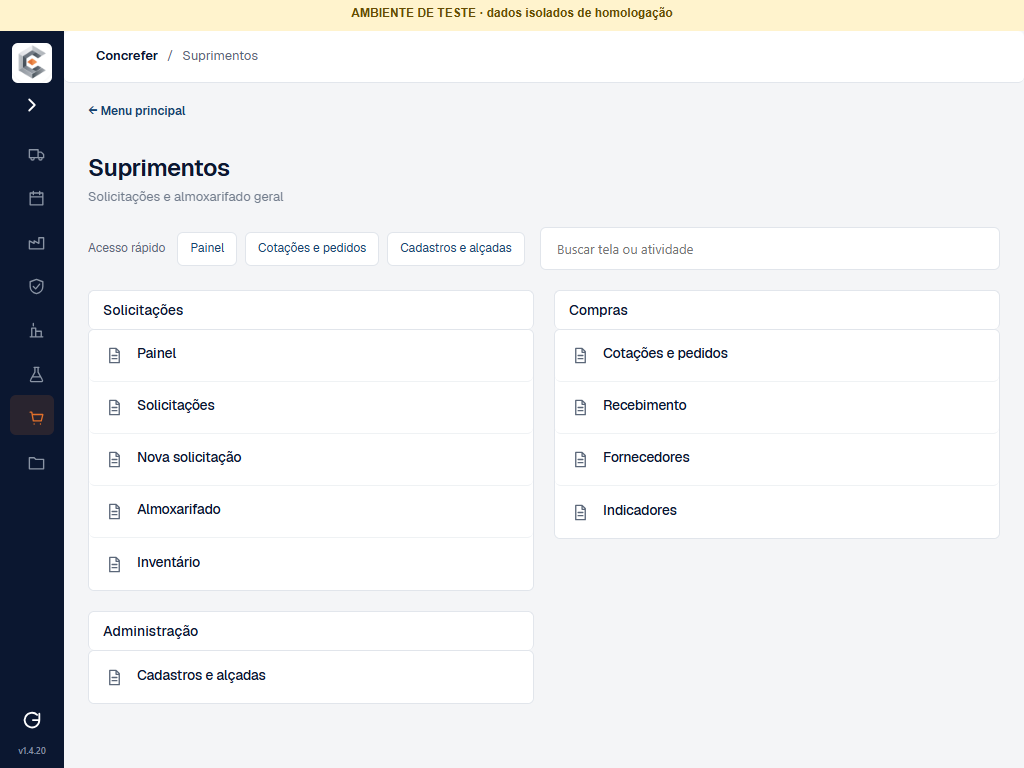 AMBIENTE DE TESTE · dados isolados de homologação
Concrefer / Suprimentos
← Menu principal
Suprimentos
Solicitações e almoxarifado geral
Acesso rápido
Painel
Cotações e pedidos
Cadastros e alçadas
Buscar tela ou atividade
Solicitações
Painel
Solicitações
Nova solicitação
Almoxarifado
Inventário
Compras
Cotações e pedidos
Recebimento
Fornecedores
Indicadores
Administração
Cadastros e alçadas
v1.4.20